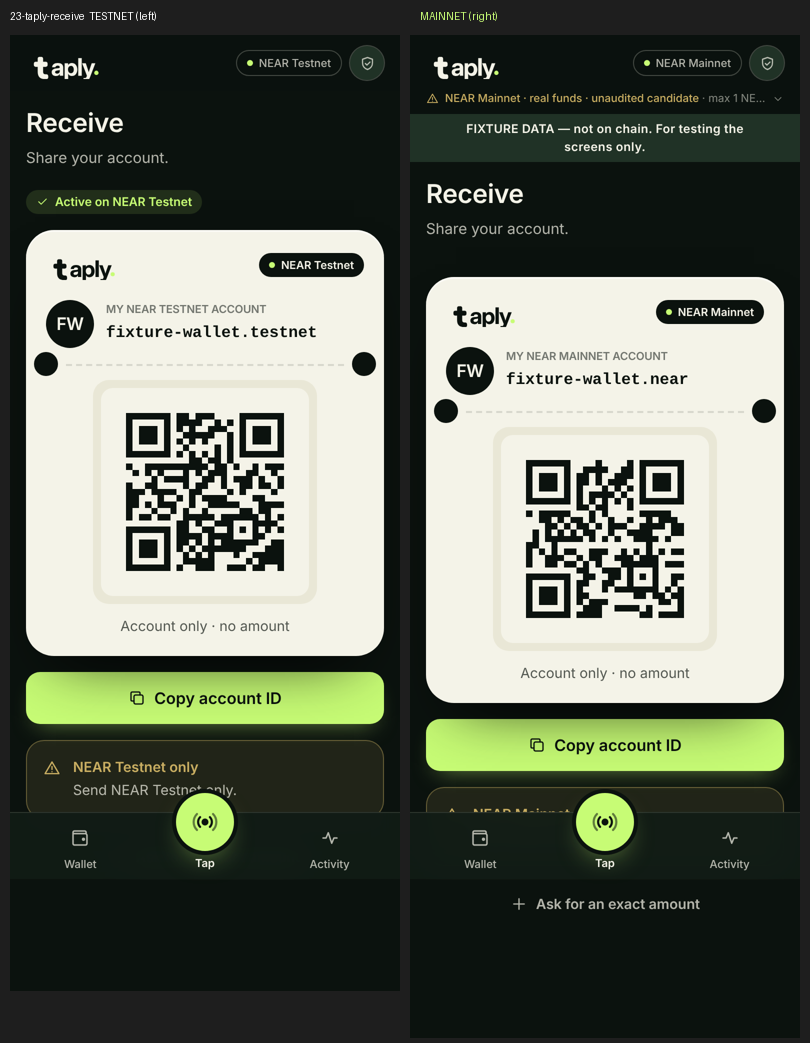 23-taply-receive TESTNET (left)
taply.
NEAR Testnet
Receive
Share your account.
Active on NEAR Testnet
taply.
NEAR Testnet
FW
MY NEAR TESTNET ACCOUNT
fixture-wallet.testnet
Account only · no amount
Copy account ID
NEAR Testnet only
Send NEAR Testnet only.
Wallet
Tap
Activity
MAINNET (right)
taply.
NEAR Mainnet
NEAR Mainnet · real funds · unaudited candidate · max 1 NE...
FIXTURE DATA — not on chain. For testing the
screens only.
Receive
Share your account.
taply.
NEAR Mainnet
FW
MY NEAR MAINNET ACCOUNT
fixture-wallet.near
Account only · no amount
Copy account ID
NEAR Mainnet
Wallet
Tap
Activity
Ask for an exact amount